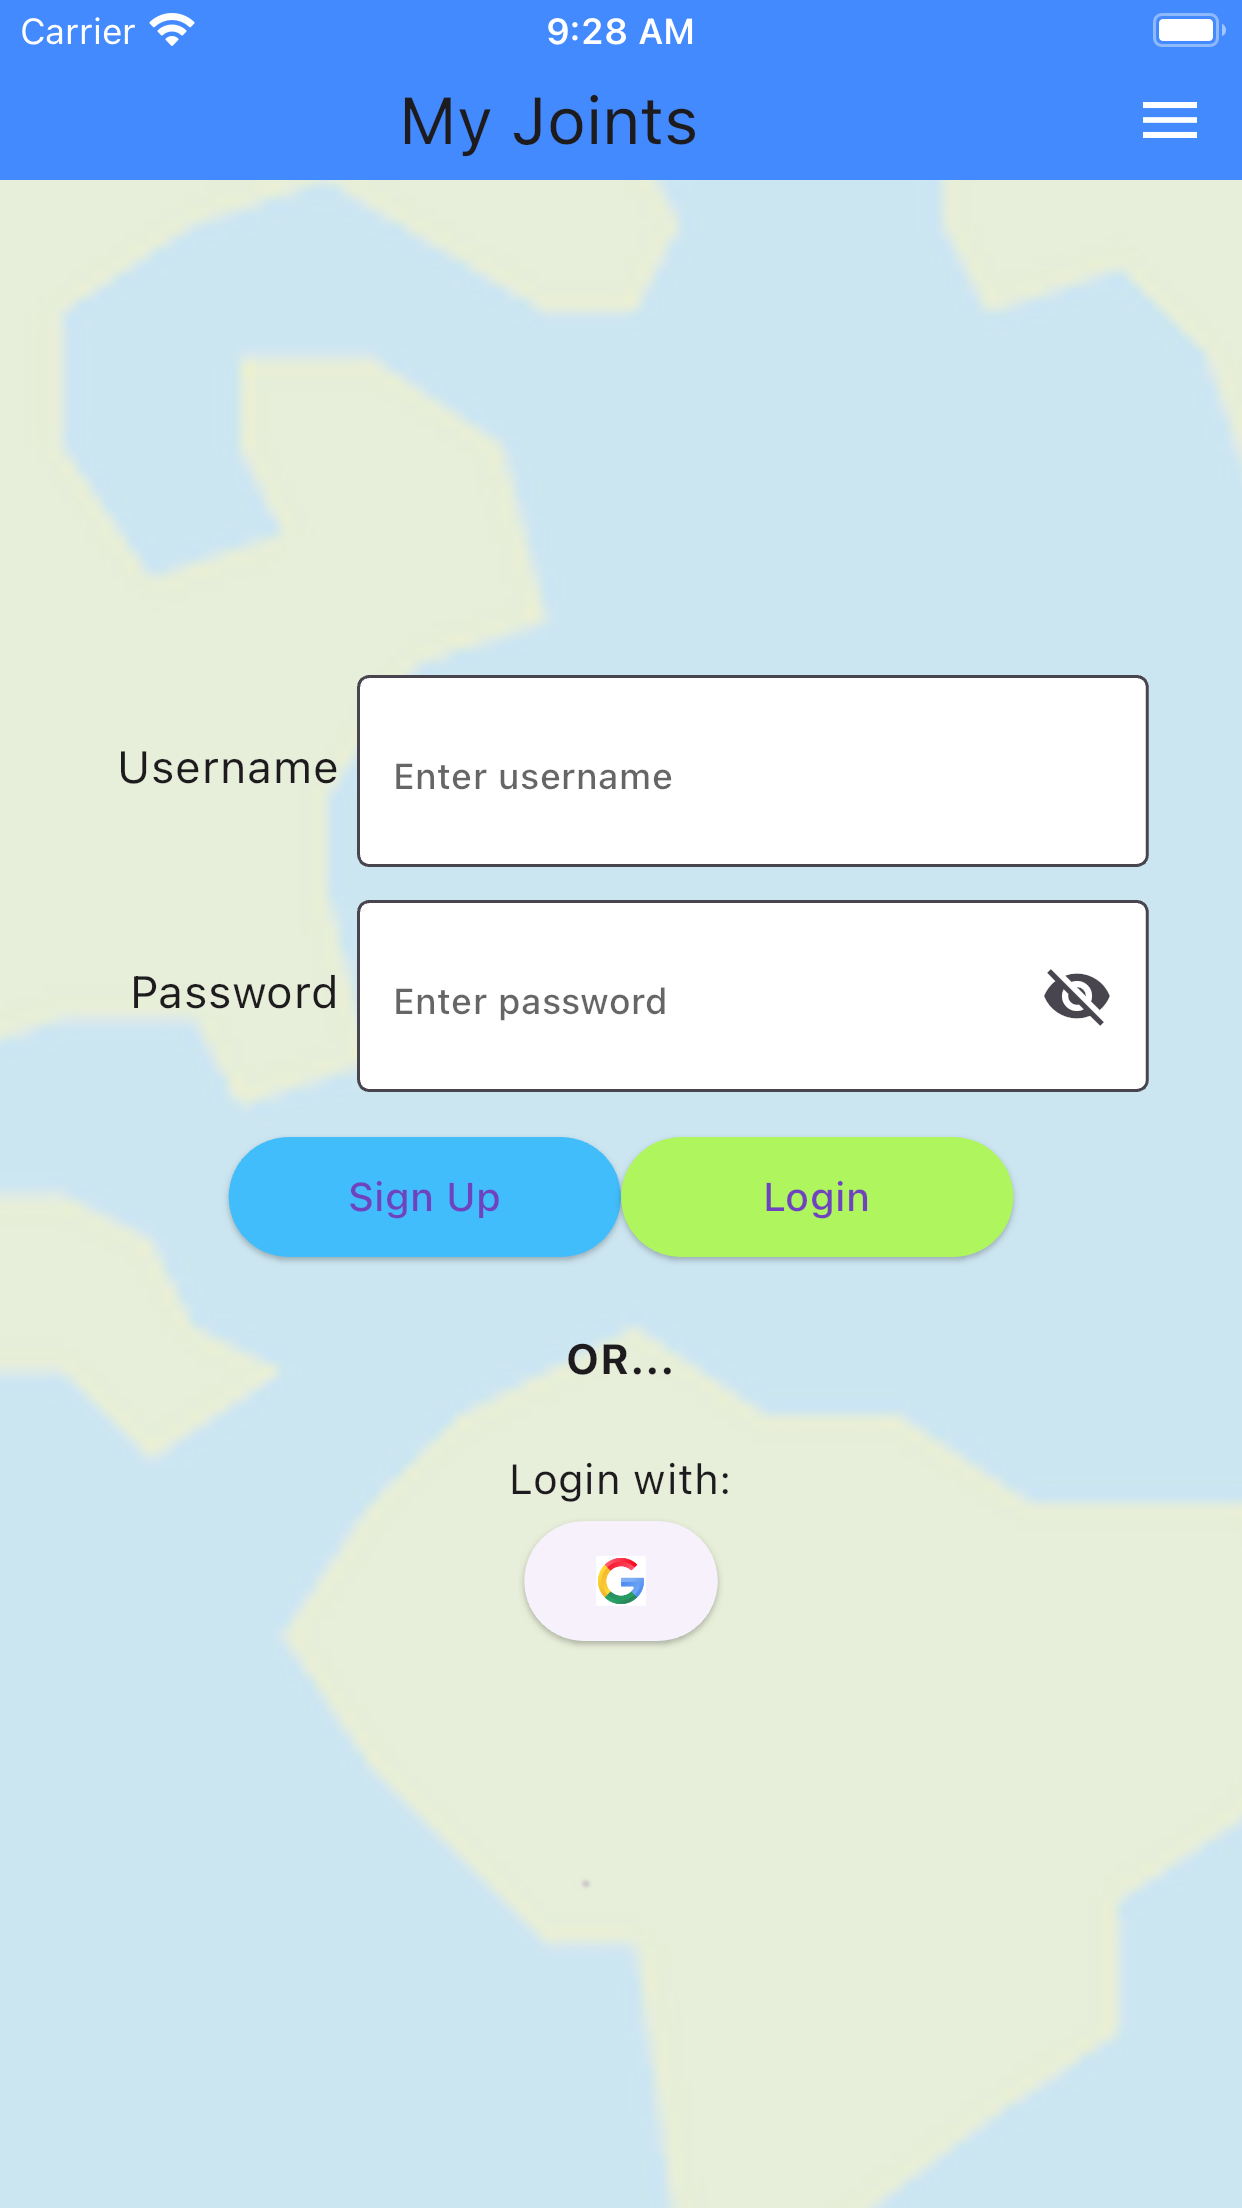 Carrier 9:28 AM
My Joints
Username Enter username
Password Enter password
Sign Up Login
OR...
Login with: